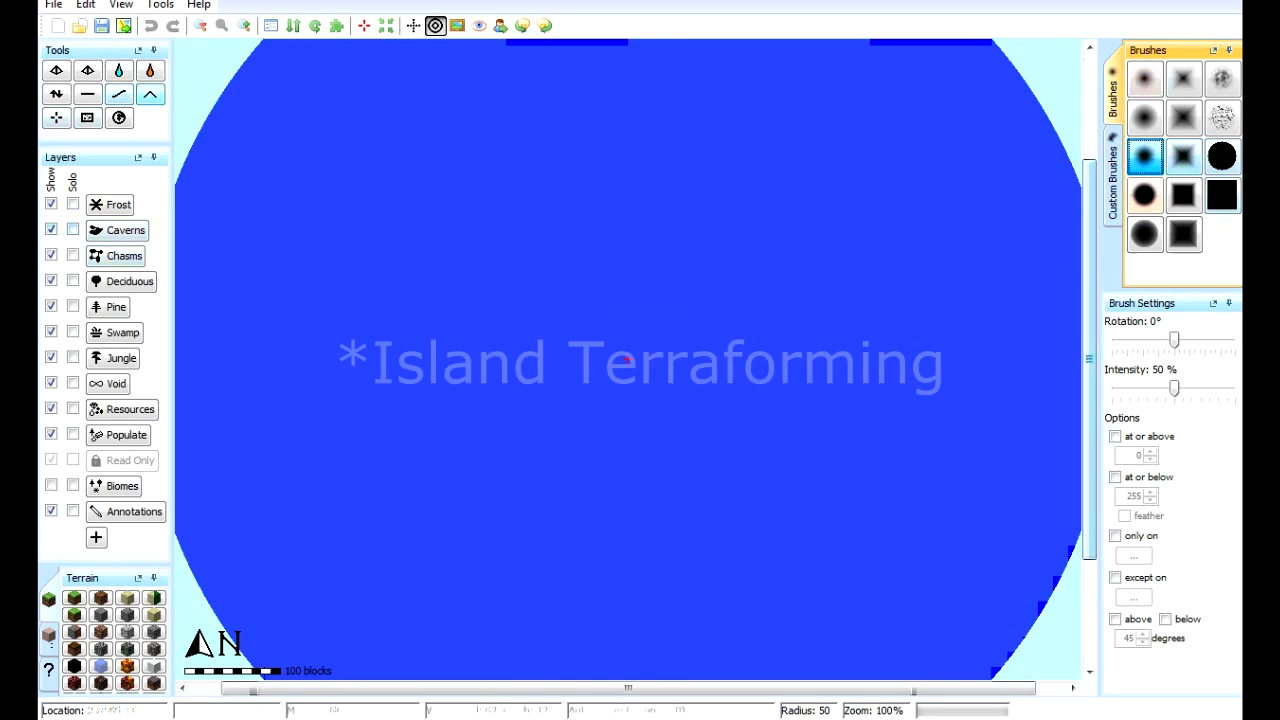 File Edit View Tools Help
Tools
Layers
Show
Solo
Frost
Caverns
Chasms
Deciduous
Pine
Swamp
Jungle
Void
Resources
Populate
Read Only
Biomes
Annotations
Terrain
?
*Island Terraforming
N
100 blocks
Brushes
Brushes
Custom Brushes
Brush Settings
Rotation: 0°
Intensity: 50 %
Options
at or above
0
at or below
255
feather
only on
...
except on
...
above below
45 degrees
Location:
Radius: 50
Zoom: 100%